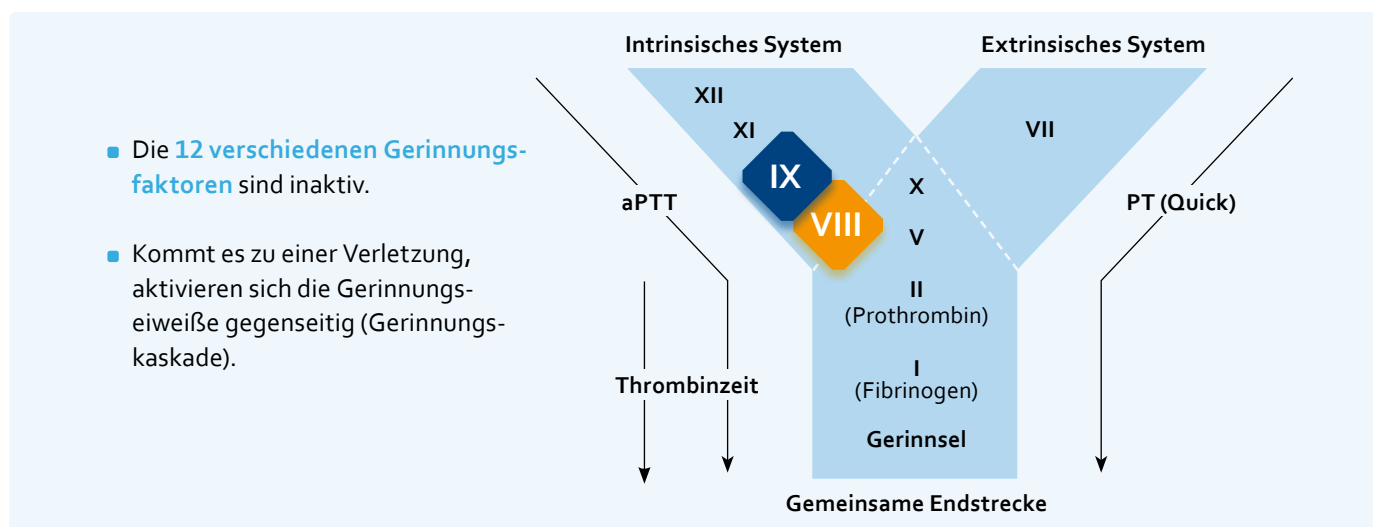 Die 12 verschiedenen Gerinnungs-
faktoren sind inaktiv.
Kommt es zu einer Verletzung,
aktivieren sich die Gerinnungs-
eiweiße gegenseitig (Gerinnungs-
kaskade).
Intrinsisches System
Extrinsisches System
XII
XI
IX
VIII
VII
X
V
II
(Prothrombin)
I
(Fibrinogen)
Gerinnsel
aPTT
PT (Quick)
Thrombinzeit
Gemeinsame Endstrecke